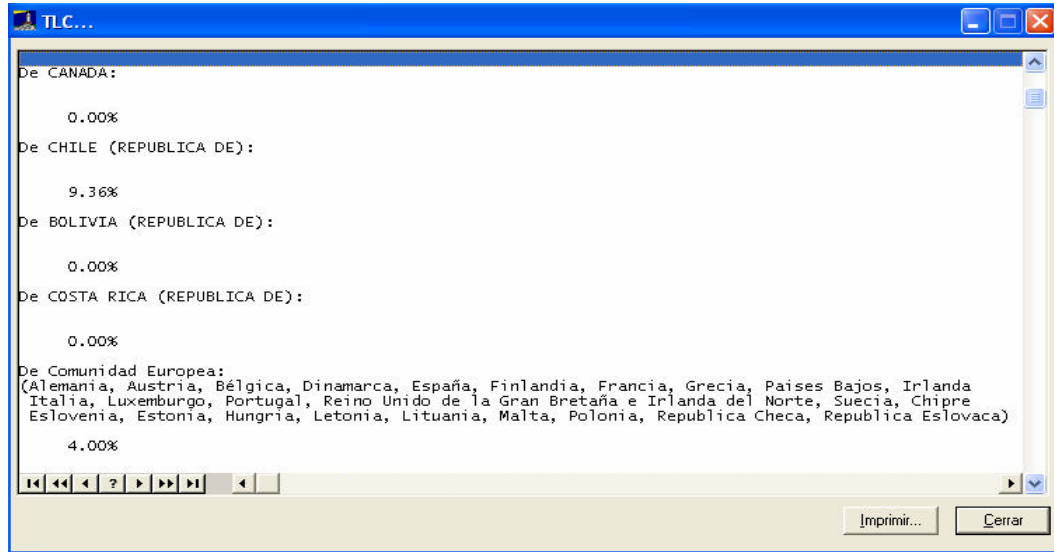 TLC...
De CANADA:
0.00%
De CHILE (REPUBLICA DE):
9.36%
De BOLIVIA (REPUBLICA DE):
0.00%
De COSTA RICA (REPUBLICA DE):
0.00%
De Comunidad Europea:
(Alemania, Austria, Bélgica, Dinamarca, España, Finlandia, Francia, Grecia, Paises Bajos, Irlanda
Italia, Luxemburgo, Portugal, Reino Unido de la Gran Bretaña e Irlanda del Norte, Suecia, Chipre
Eslovenia, Estonia, Hungria, Letonia, Lituania, Malta, Polonia, Republica Checa, Republica Eslovaca)
4.00%
?
Imprimir... Cerrar